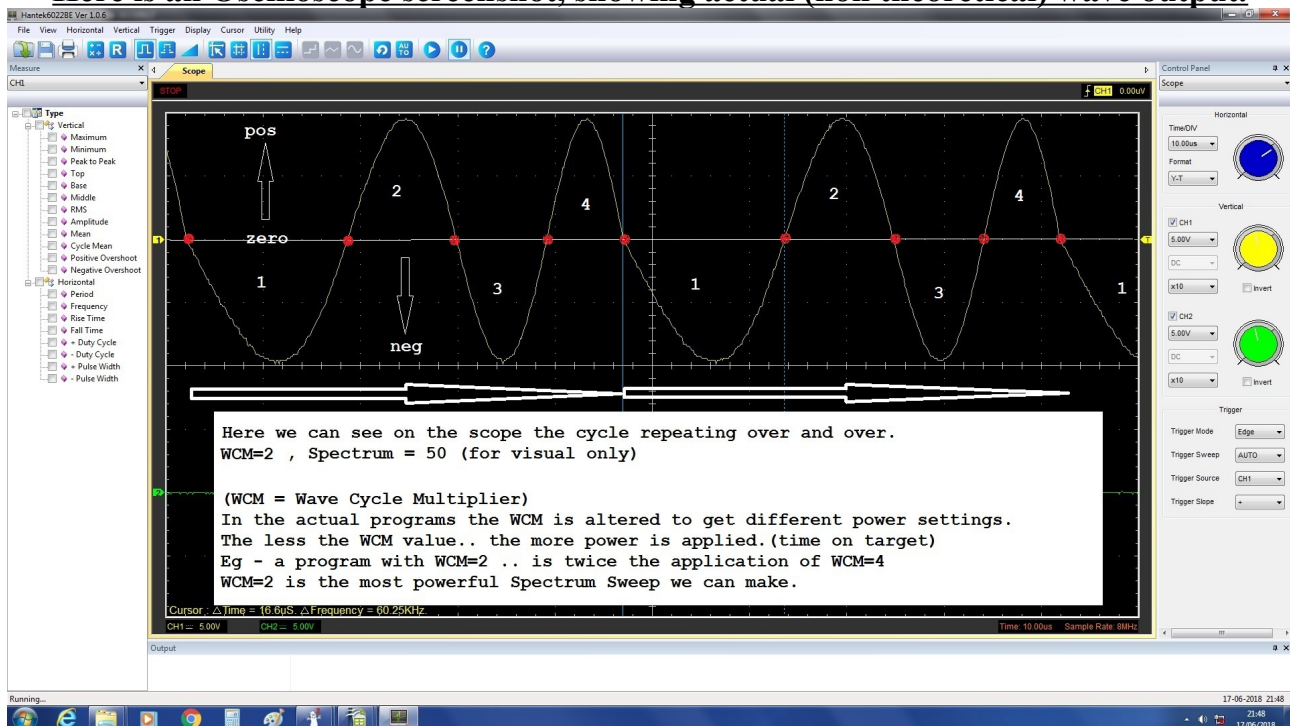 Here is an Oscilloscope screenshot, showing actual (non theoretical) wave output.
Hantek6022BE Ver 1.0.6
File View Horizontal Vertical Trigger Display Cursor Utility Help
R
AU TO
Measure
CH1
Type
Vertical
Maximum
Minimum
Peak to Peak
Top
Base
Middle
RMS
Amplitude
Mean
Cycle Mean
Positive Overshoot
Negative Overshoot
Horizontal
Period
Frequency
Rise Time
Fall Time
+ Duty Cycle
- Duty Cycle
+ Pulse Width
- Pulse Width
Scope
STOP
CH1 0.00uV
pos
2
4
2
4
1 zero T
1
3
1
3
1
neg
Here we can see on the scope the cycle repeating over and over.
WCM=2 , Spectrum = 50 (for visual only)
2
(WCM = Wave Cycle Multiplier)
In the actual programs the WCM is altered to get different power settings.
The less the WCM value.. the more power is applied.(time on target)
Eg - a program with WCM=2 .. is twice the application of WCM=4
WCM=2 is the most powerful Spectrum Sweep we can make.
Cursor : △Time = 16.6uS. △Frequency = 60.25KHz.
CH1 5.00V CH2 5.00V Time: 10.00us Sample Rate: 8MHz
Control Panel
Scope
Horizontal
Time/DIV
10.00us
Format
Y-T
Vertical
CH1
5.00V
DC
x10 Invert
CH2
5.00V
DC
x10 Invert
Trigger
Trigger Mode Edge
Trigger Sweep AUTO
Trigger Source CH1
Trigger Slope +
Output
Running... 17-06-2018 21:48
21:48
17/06/2018